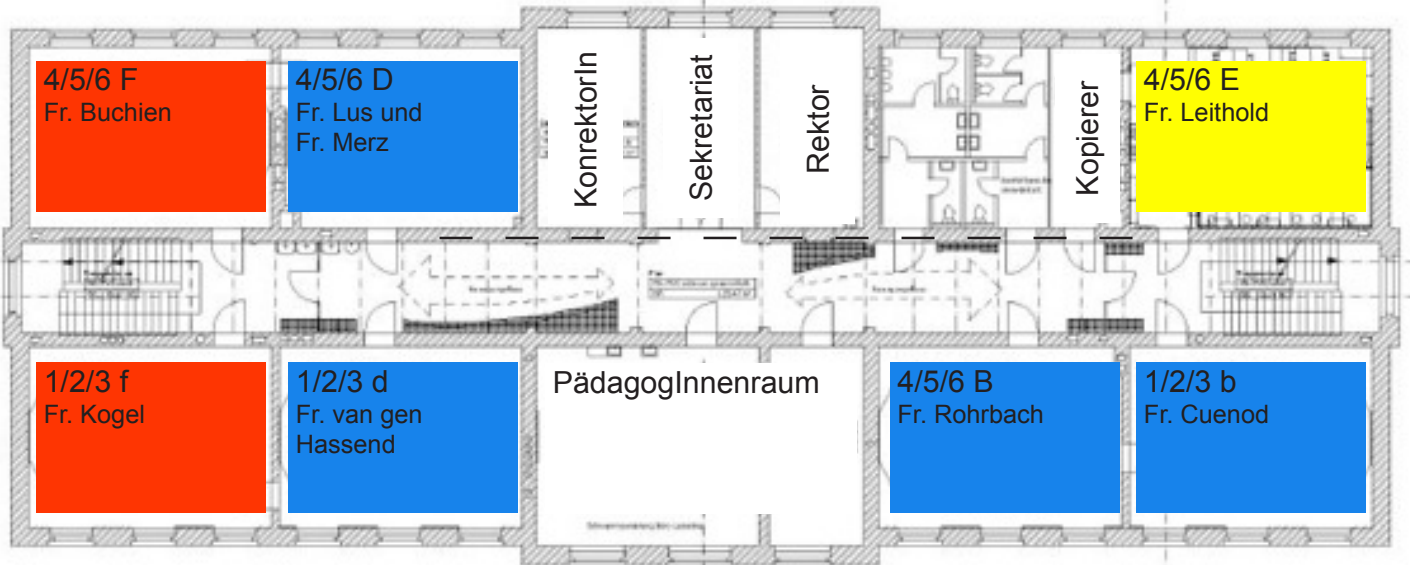 4/5/6 F
Fr. Buchien
4/5/6 D
Fr. Lus und
Fr. Merz
KonrektorIn
Sekretariat
Rektor
Kopierer
4/5/6 E
Fr. Leithold
1/2/3 f
Fr. Kogel
1/2/3 d
Fr. van gen
Hassend
PädagogInnenraum
4/5/6 B
Fr. Rohrbach
1/2/3 b
Fr. Cuenod